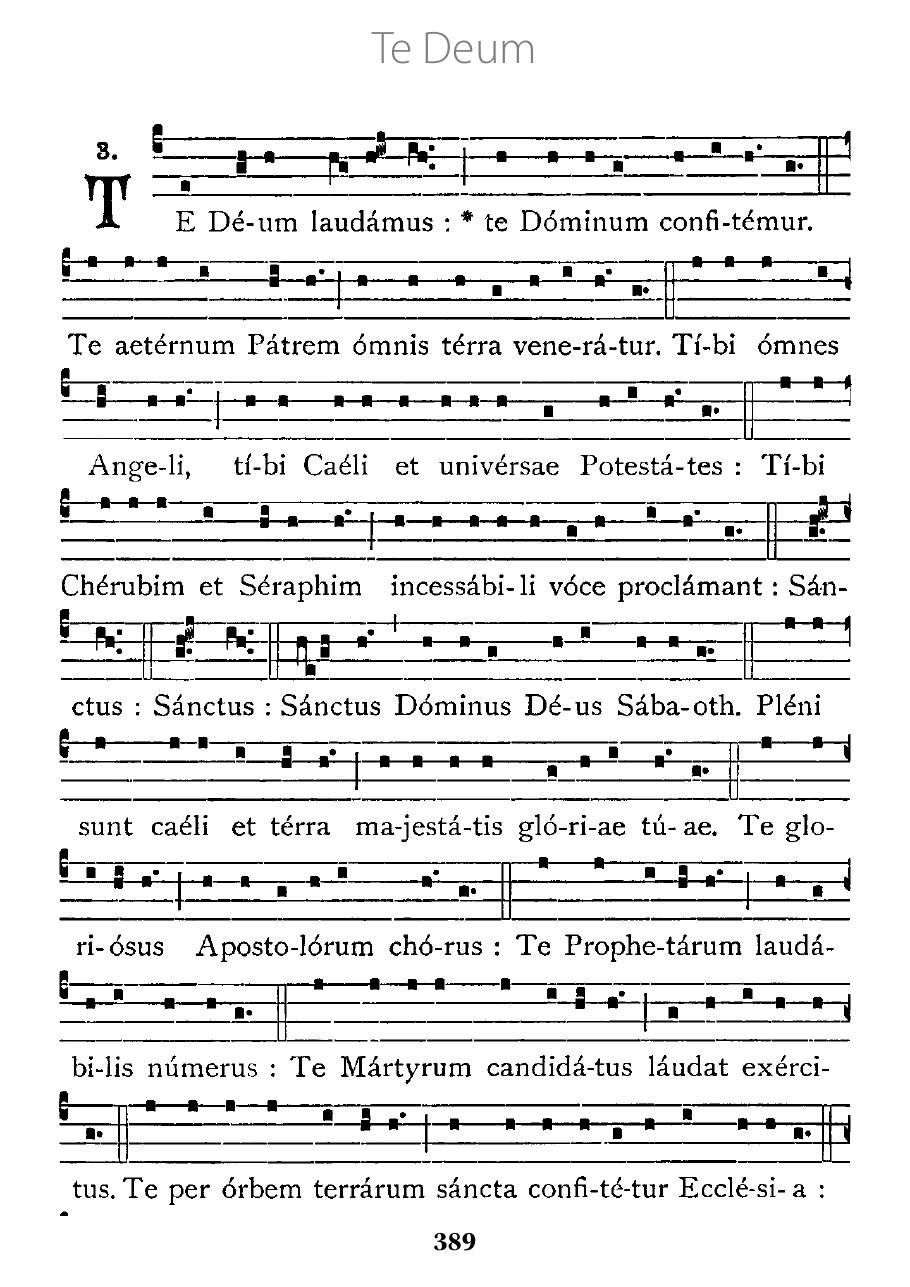 Te Deum
3.
TE Dé-um laudámus : * te Dóminum confi-témur.
Te aetérnum Pátrem ómnis térra vene-rá-tur. Tí-bi ómnes
Ange-li, tí-bi Caéli et univérsae Potestá-tes : Tí-bi
Chérubim et Séraphim incessábi-li vóce proclámant : Sán-
ctus : Sánctus : Sánctus Dóminus Dé-us Sába-oth. Pléni
sunt caéli et térra ma-jestá-tis gló-ri-ae tú-ae. Te glo-
ri-ósus Aposto-lórum chó-rus : Te Prophe-tárum laudá-
bi-lis númerus : Te Mártyrum candidá-tus láudat exérci-
tus. Te per órbem terrárum sáncta confi-té-tur Ecclé-si-a :
389